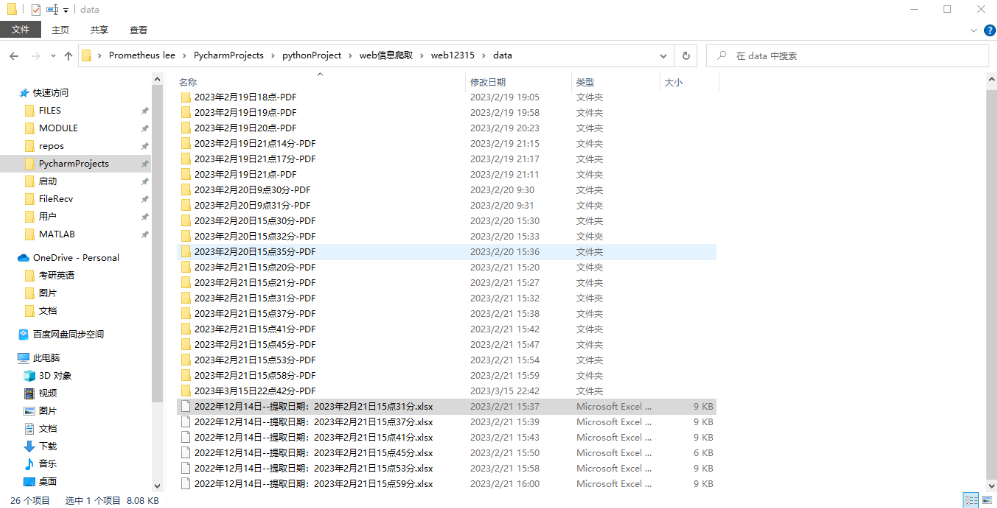 data
文件 主页 共享 查看
Prometheus lee > PycharmProjects > pythonProject > web信息爬取 > web12315 > data
在 data 中搜索
快速访问
FILES
MODULE
repos
PycharmProjects
启动
FileRecv
用户
MATLAB
OneDrive - Personal
考研英语
图片
文档
百度网盘同步空间
此电脑
3D 对象
视频
图片
文档
下载
音乐
桌面
名称 修改日期 类型 大小
2023年2月19日18点-PDF 2023/2/19 19:05 文件夹
2023年2月19日19点-PDF 2023/2/19 19:58 文件夹
2023年2月19日20点-PDF 2023/2/19 20:23 文件夹
2023年2月19日21点14分-PDF 2023/2/19 21:15 文件夹
2023年2月19日21点17分-PDF 2023/2/19 21:17 文件夹
2023年2月19日21点-PDF 2023/2/19 21:11 文件夹
2023年2月20日9点30分-PDF 2023/2/20 9:30 文件夹
2023年2月20日9点31分-PDF 2023/2/20 9:31 文件夹
2023年2月20日15点30分-PDF 2023/2/20 15:30 文件夹
2023年2月20日15点32分-PDF 2023/2/20 15:33 文件夹
2023年2月20日15点35分-PDF 2023/2/20 15:36 文件夹
2023年2月21日15点20分-PDF 2023/2/21 15:20 文件夹
2023年2月21日15点21分-PDF 2023/2/21 15:27 文件夹
2023年2月21日15点31分-PDF 2023/2/21 15:32 文件夹
2023年2月21日15点37分-PDF 2023/2/21 15:38 文件夹
2023年2月21日15点41分-PDF 2023/2/21 15:42 文件夹
2023年2月21日15点45分-PDF 2023/2/21 15:47 文件夹
2023年2月21日15点53分-PDF 2023/2/21 15:54 文件夹
2023年2月21日15点58分-PDF 2023/2/21 15:59 文件夹
2023年3月15日22点42分-PDF 2023/3/15 22:42 文件夹
2022年12月14日--提取日期：2023年2月21日15点31分.xlsx 2023/2/21 15:37 Microsoft Excel ... 9 KB
2022年12月14日--提取日期：2023年2月21日15点37分.xlsx 2023/2/21 15:39 Microsoft Excel ... 9 KB
2022年12月14日--提取日期：2023年2月21日15点41分.xlsx 2023/2/21 15:43 Microsoft Excel ... 9 KB
2022年12月14日--提取日期：2023年2月21日15点45分.xlsx 2023/2/21 15:50 Microsoft Excel ... 6 KB
2022年12月14日--提取日期：2023年2月21日15点53分.xlsx 2023/2/21 15:58 Microsoft Excel ... 9 KB
2022年12月14日--提取日期：2023年2月21日15点59分.xlsx 2023/2/21 16:00 Microsoft Excel ... 9 KB
26 个项目 选中 1 个项目 8.08 KB